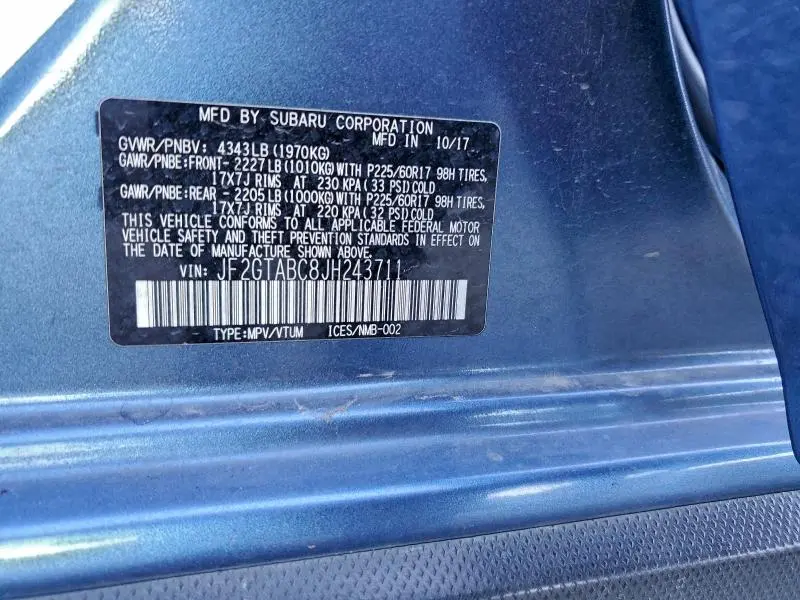 MFD BY SUBARU CORPORATION
MFD IN 10/17
GVWR/PNBV: 4343LB(1970KG)
GAWR/PNBE:FRONT- 2227LB(1010KG)WITH P225/60R17 98H TIRES,
17X7J RIMS AT 230 KPA(33 PSI)COLD
GAWR/PNBE:REAR - 2205LB(1000KG)WITH P225/60R17 98H TIRES,
17X7J RIMS AT 220 KPA(32 PSI)COLD
THIS VEHICLE CONFORMS TO ALL APPLICABLE FEDERAL MOTOR
VEHICLE SAFETY AND THEFT PREVENTION STANDARDS IN EFFECT ON
THE DATE OF MANUFACTURE SHOWN ABOVE.
VIN: JF2GTABC8JH243711
TYPE:MPV/VTUM ICES/NMB-002